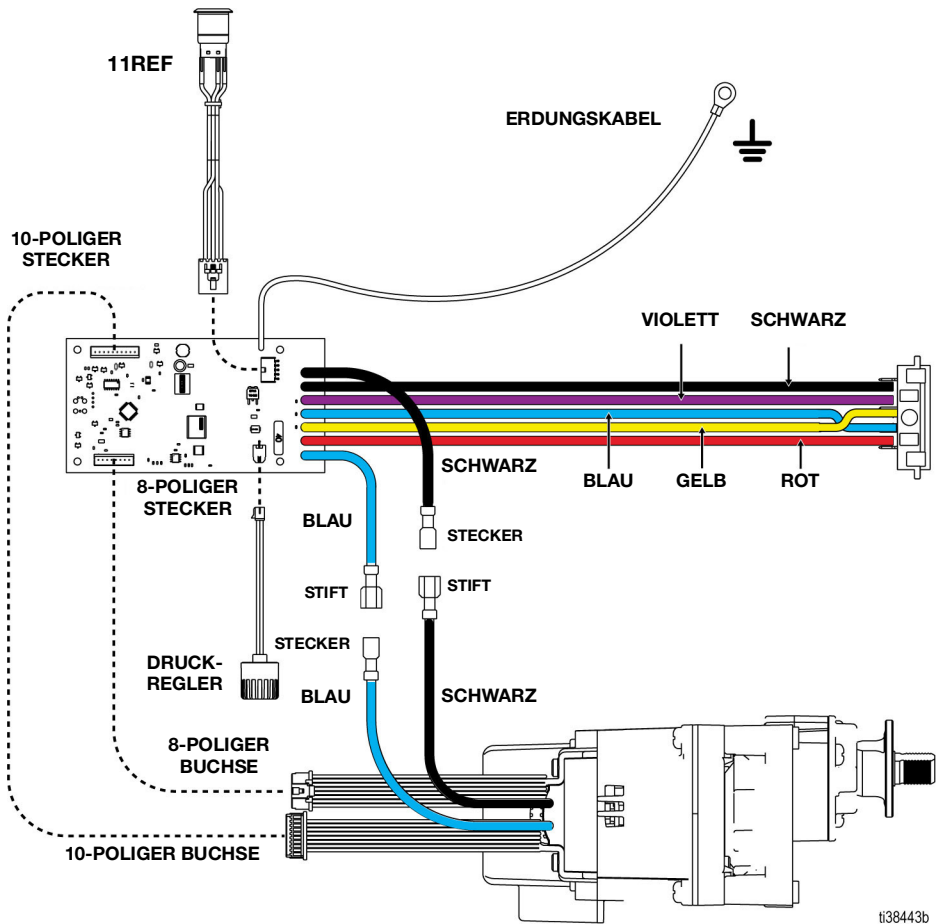 11REF
ERDUNGSKABEL
10-POLIGER
STECKER
VIOLETT
SCHWARZ
SCHWARZ
BLAU
GELB
ROT
8-POLIGER
STECKER
BLAU
STECKER
STIFT
STIFT
STECKER
DRUCK-
REGLER
BLAU
SCHWARZ
8-POLIGER
BUCHSE
10-POLIGER BUCHSE
ti38443b